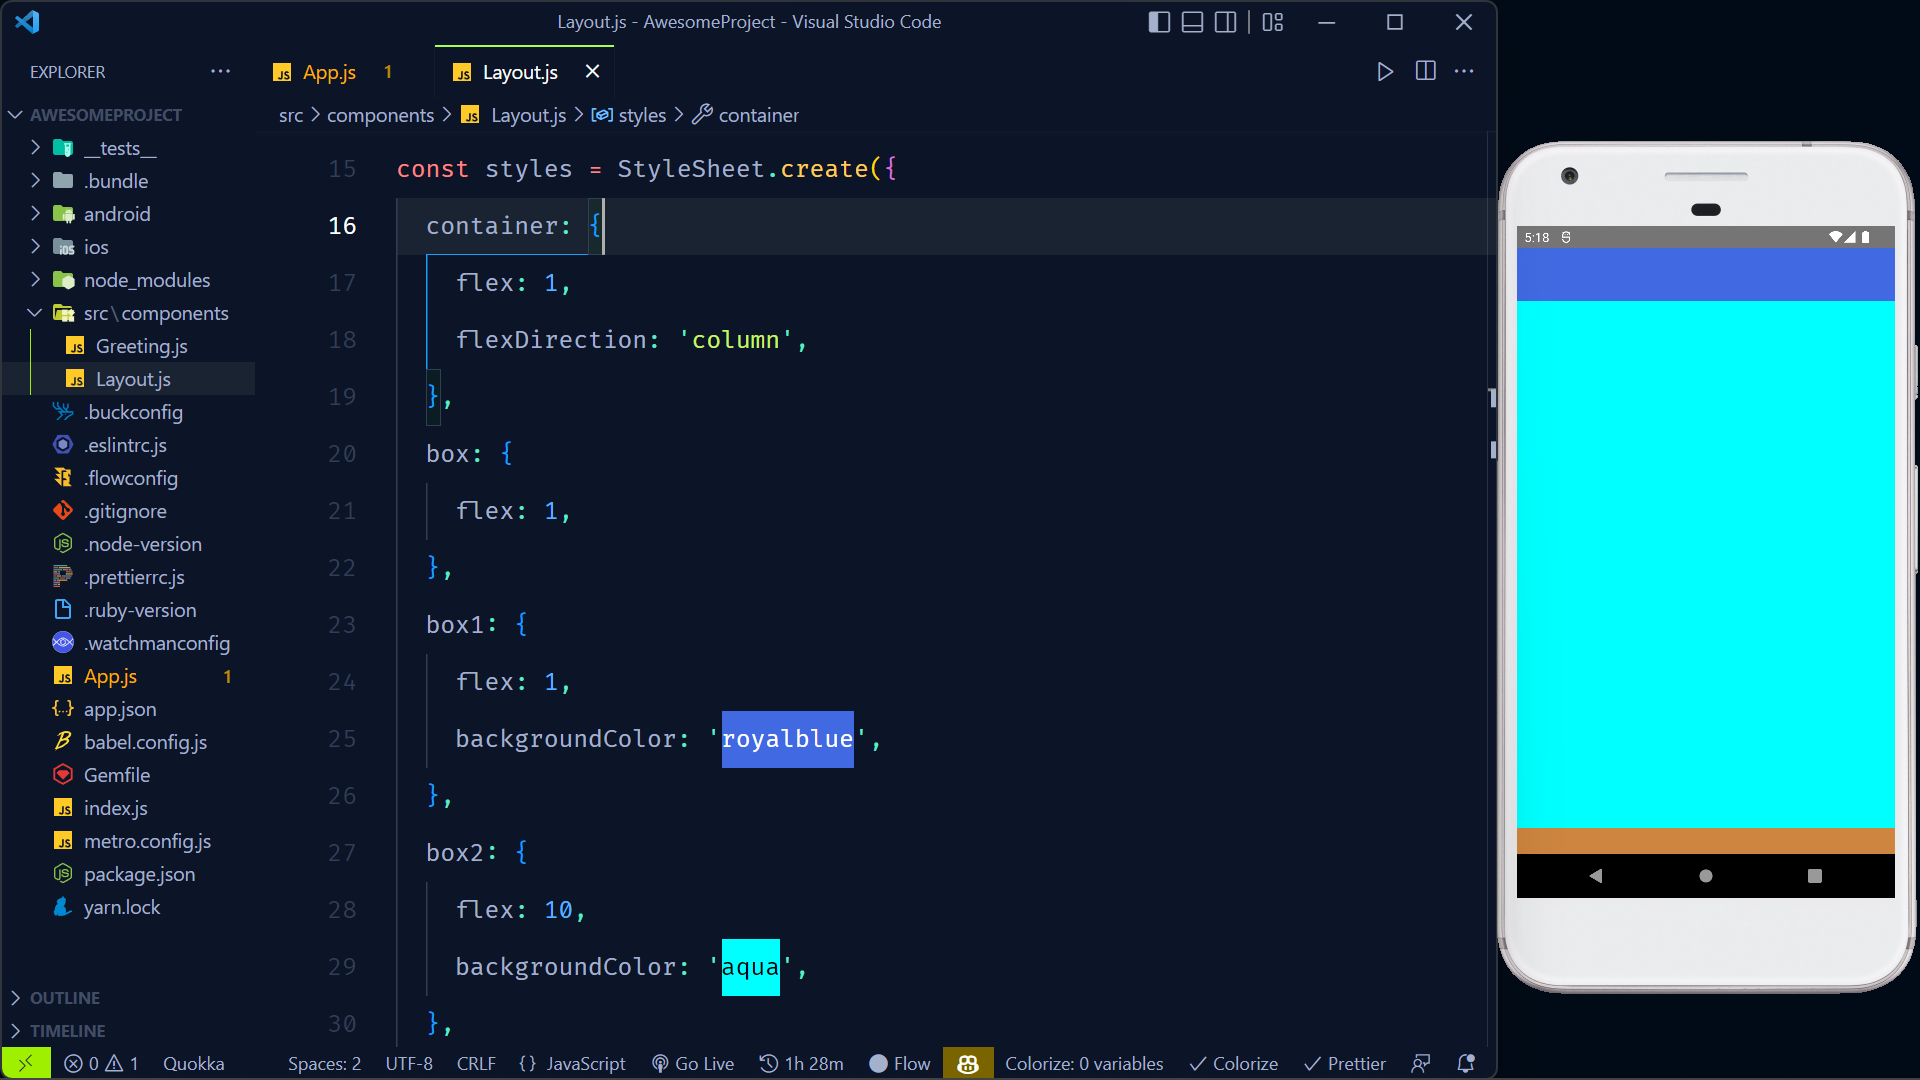 Layout.js - AwesomeProject - Visual Studio Code
EXPLORER
AWESOMEPROJECT
__tests__
.bundle
android
ios
node_modules
src\components
Greeting.js
Layout.js
.buckconfig
.eslintrc.js
.flowconfig
.gitignore
.node-version
.prettierrc.js
.ruby-version
.watchmanconfig
App.js 1
app.json
babel.config.js
Gemfile
index.js
metro.config.js
package.json
yarn.lock
OUTLINE
TIMELINE
App.js 1
Layout.js
src > components > Layout.js > styles > container
15 const styles = StyleSheet.create({
16 container: {
17 flex: 1,
18 flexDirection: 'column',
19 },
20 box: {
21 flex: 1,
22 },
23 box1: {
24 flex: 1,
25 backgroundColor: 'royalblue',
26 },
27 box2: {
28 flex: 10,
29 backgroundColor: 'aqua',
30 },
5:18
0 1 Quokka Spaces: 2 UTF-8 CRLF {} JavaScript Go Live 1h 28m Flow Colorize: 0 variables Colorize Prettier